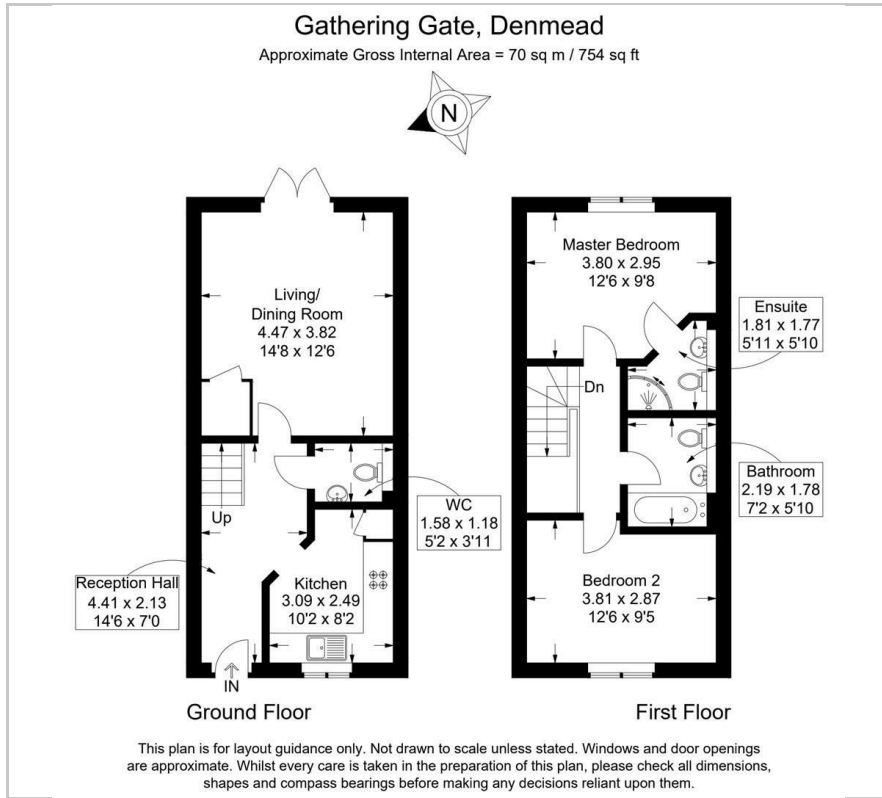 Gathering Gate, Denmead
Approximate Gross Internal Area = 70 sq m / 754 sq ft
N
Living/
Dining Room
4.47 x 3.82
14'8 x 12'6
Up
WC
1.58 x 1.18
5'2 x 3'11
Reception Hall
4.41 x 2.13
14'6 x 7'0
Kitchen
3.09 x 2.49
10'2 x 8'2
IN
Ground Floor
Master Bedroom
3.80 x 2.95
12'6 x 9'8
Ensuite
1.81 x 1.77
5'11 x 5'10
Dn
Bathroom
2.19 x 1.78
7'2 x 5'10
Bedroom 2
3.81 x 2.87
12'6 x 9'5
First Floor
This plan is for layout guidance only. Not drawn to scale unless stated. Windows and door openings
are approximate. Whilst every care is taken in the preparation of this plan, please check all dimensions,
shapes and compass bearings before making any decisions reliant upon them.